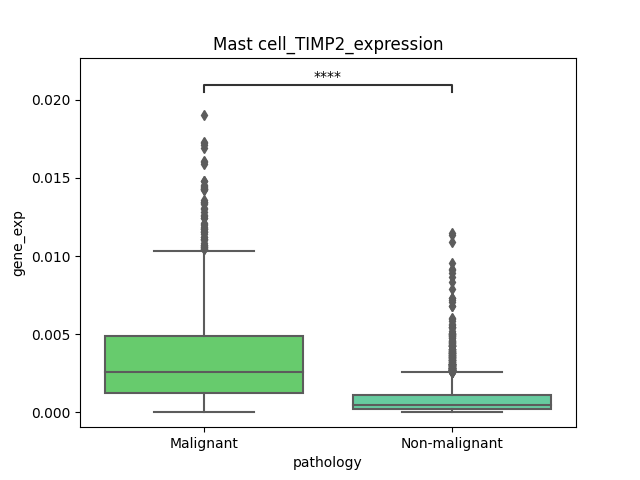 Mast cell_TIMP2_expression
****
0.020
0.015
0.010
0.005
0.000
gene_exp
Malignant
Non-malignant
pathology